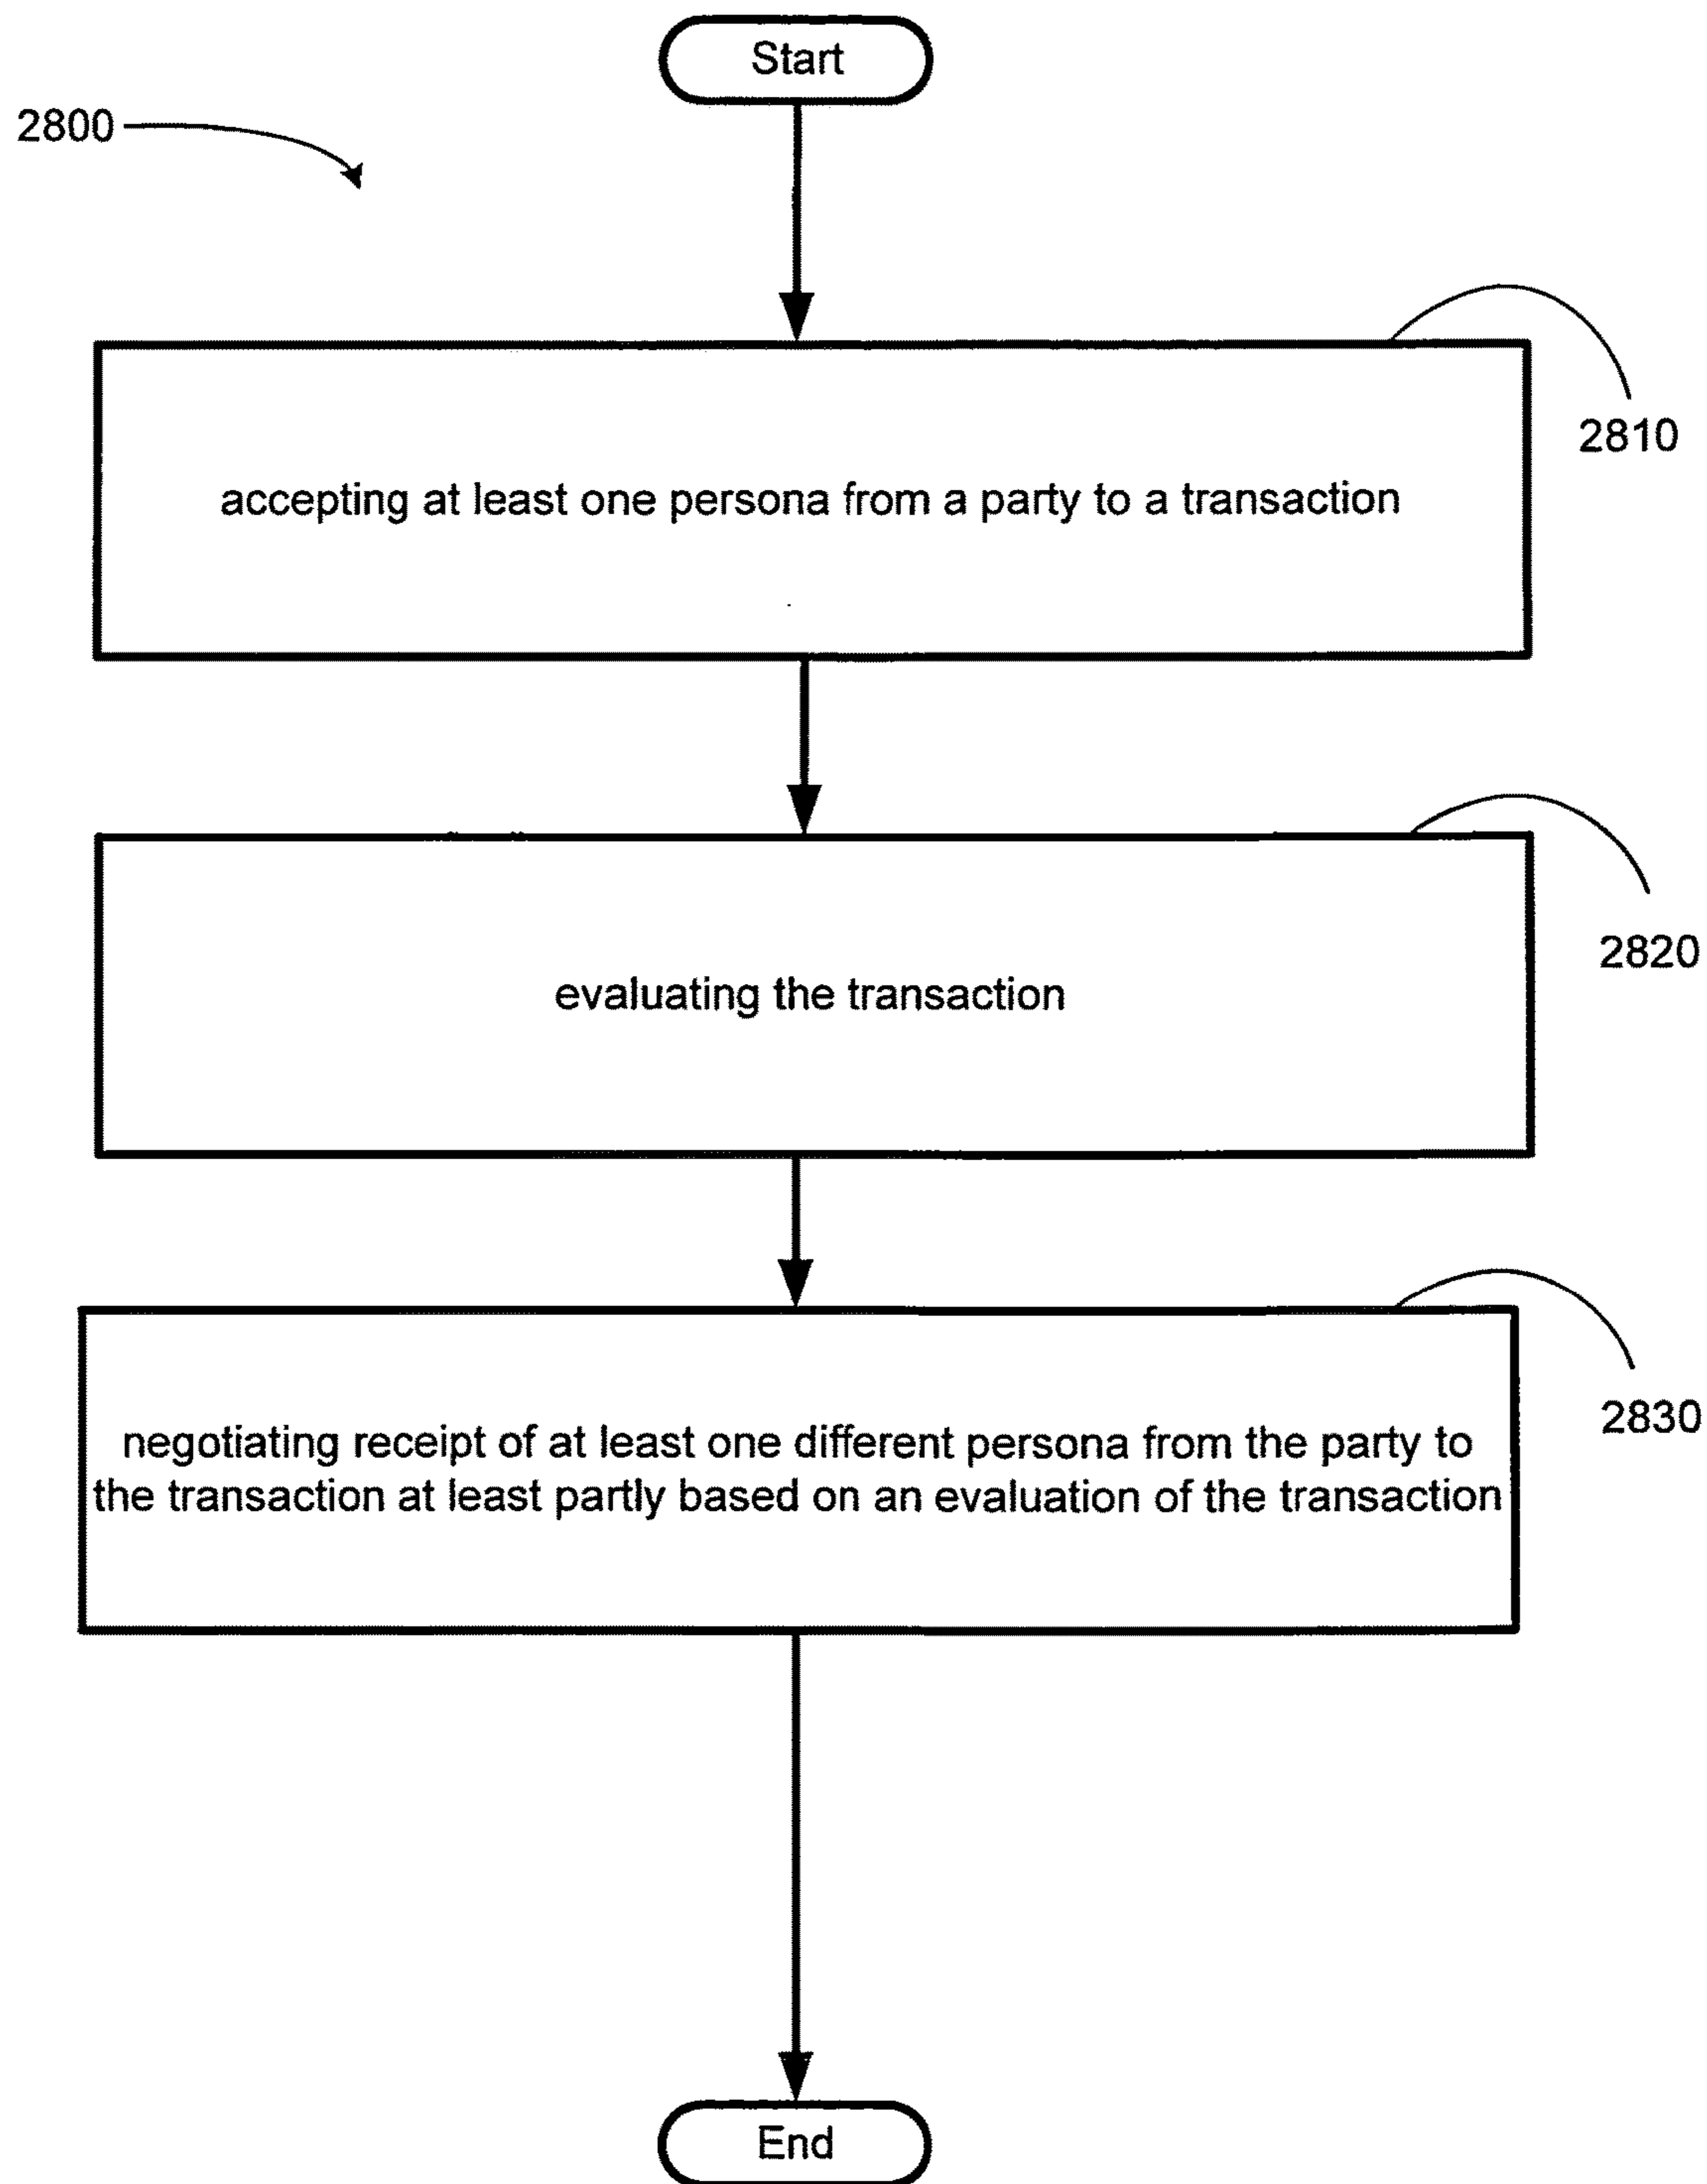 Start
2800
2810
accepting at least one persona from a party to a transaction
2820
evaluating the transaction
2830
negotiating receipt of at least one different persona from the party to
the transaction at least partly based on an evaluation of the transaction
End